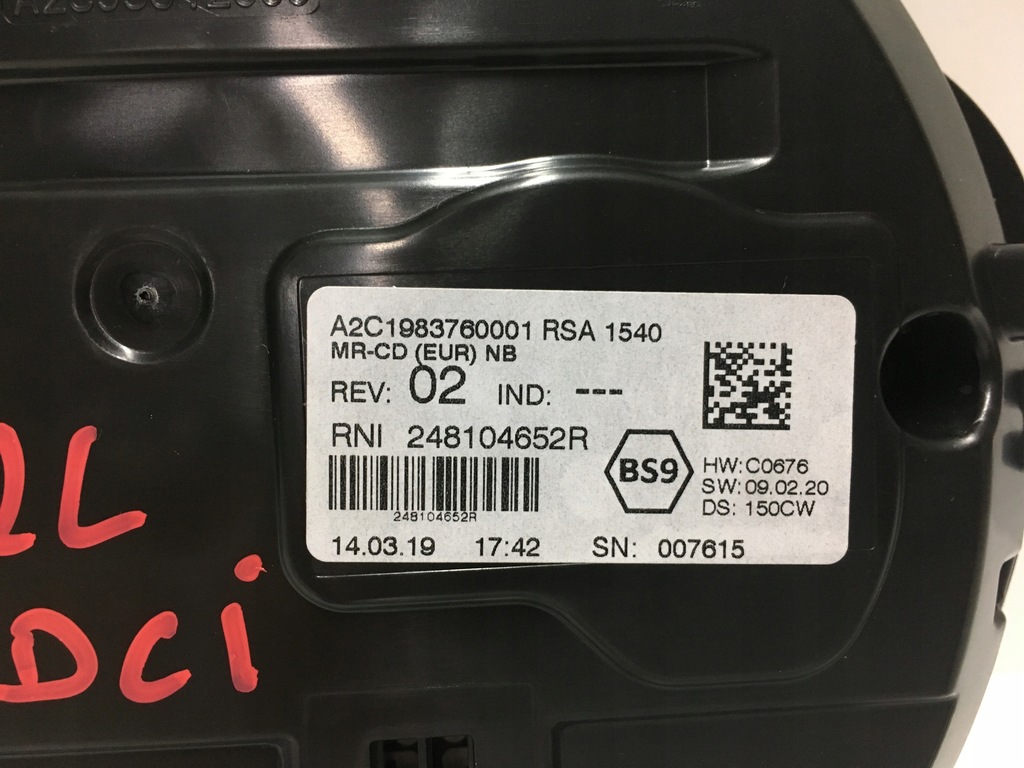 A2C1983760001 RSA 1540
MR-CD (EUR) NB
REV: 02 IND: ---
RNI 248104652R
248104652R
BS9
HW: C0676
SW: 09.02.20
DS: 150CW
14.03.19 17:42 SN: 007615
DCi